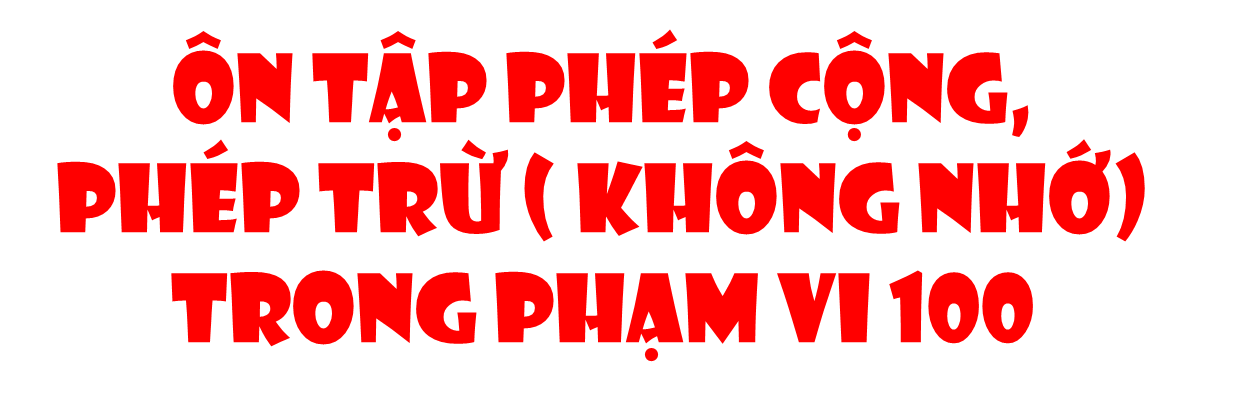 ÔN TẬP PHÉP CỘNG,
PHÉP TRỪ ( KHÔNG NHỚ)
TRONG PHẠM VI 100